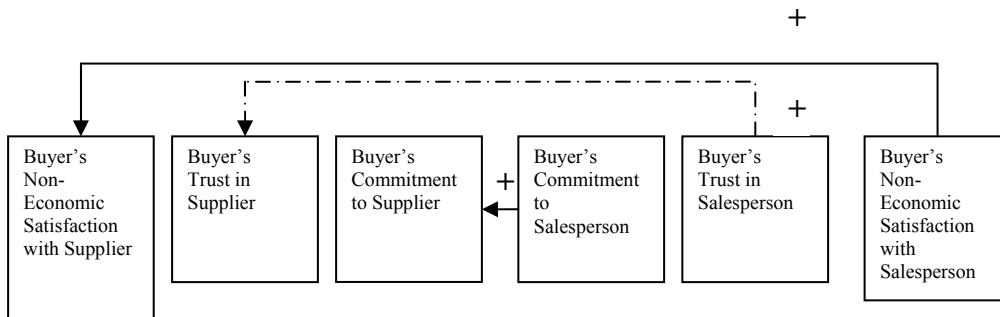 +
+
Buyer’s
Non-
Economic
Satisfaction
with Supplier
Buyer’s
Trust in
Supplier
Buyer’s
Commitment
to Supplier
+
Buyer’s
Commitment
to
Salesperson
Buyer’s
Trust in
Salesperson
Buyer’s
Non-
Economic
Satisfaction
with
Salesperson